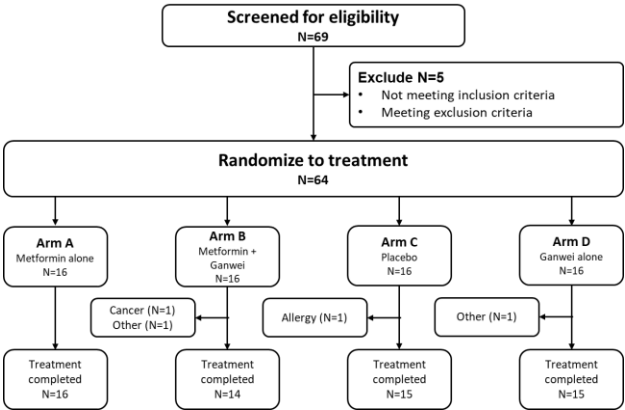 Screened for eligibility
N=69
Exclude N=5
• Not meeting inclusion criteria
• Meeting exclusion criteria
Randomize to treatment
N=64
Arm A
Metformin alone
N=16
Arm B
Metformin +
Ganwei
N=16
Arm C
Placebo
N=16
Arm D
Ganwei alone
N=16
Cancer (N=1)
Other (N=1)
Allergy (N=1)
Other (N=1)
Treatment
completed
N=16
Treatment
completed
N=14
Treatment
completed
N=15
Treatment
completed
N=15